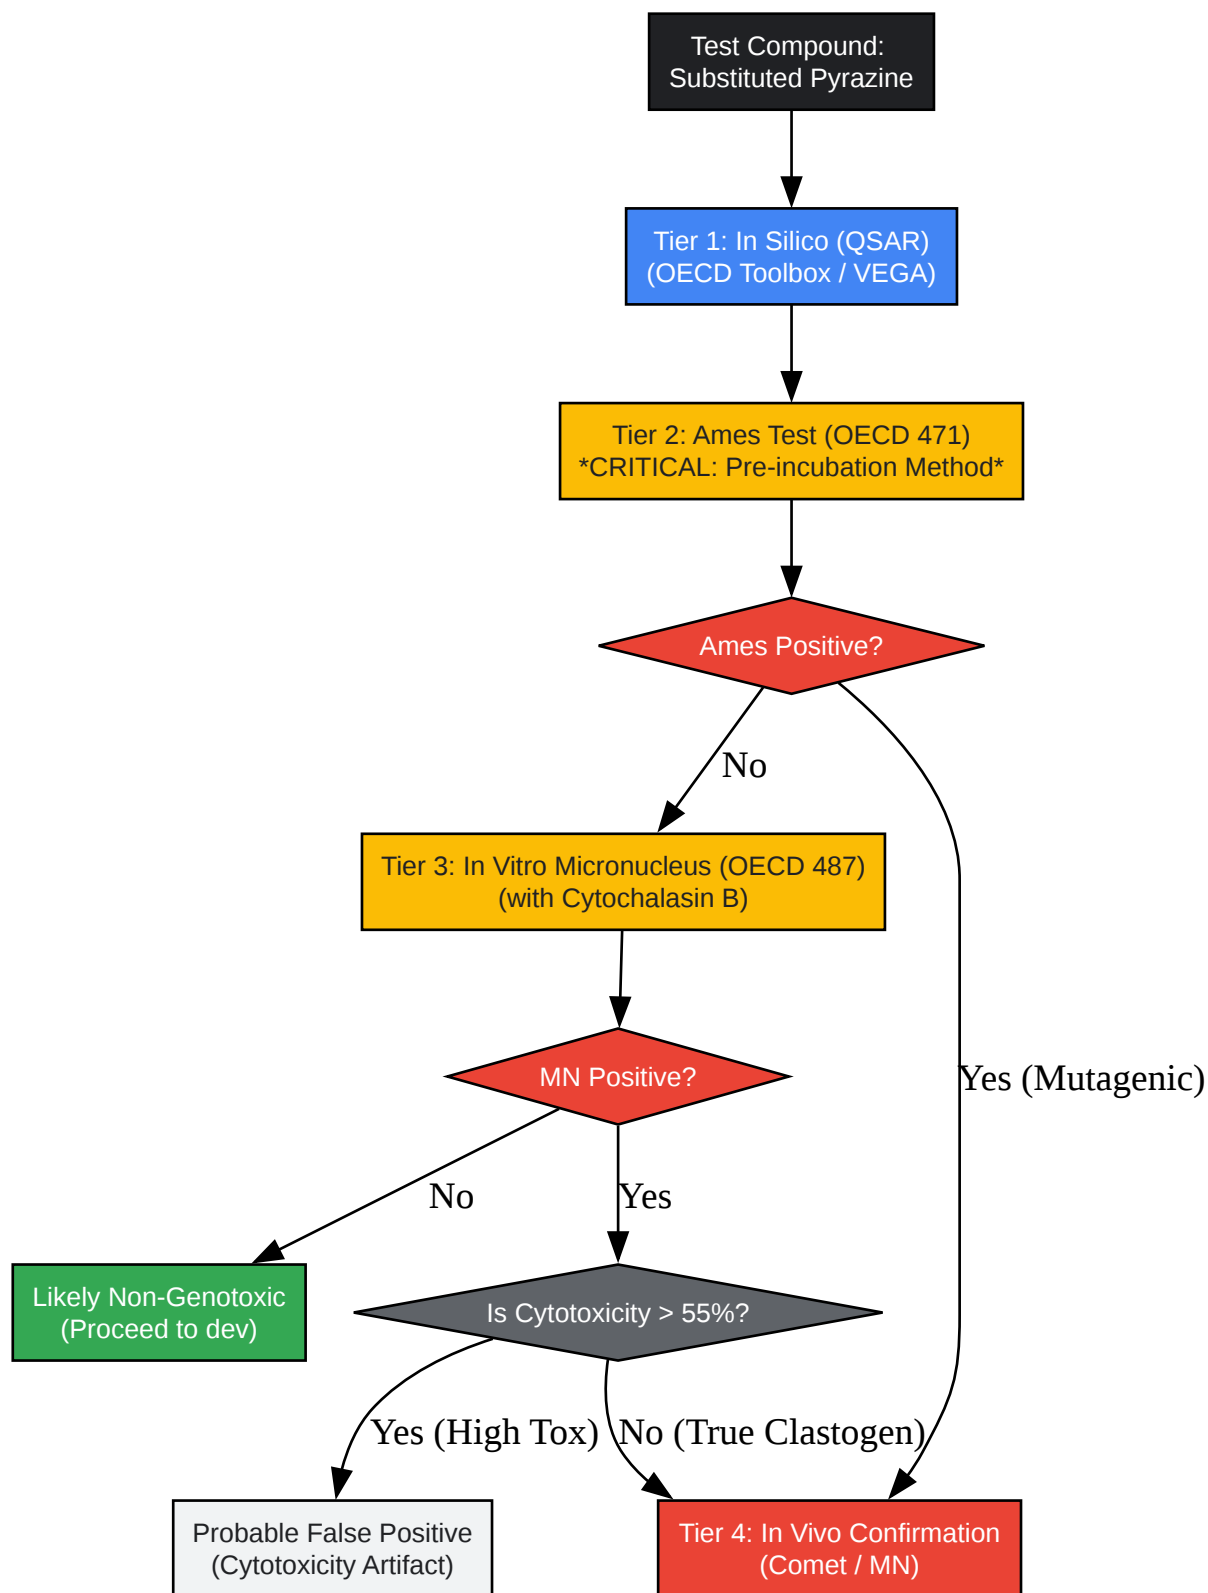 Test Compound:
Substituted Pyrazine
Tier 1: In Silico (QSAR)
(OECD Toolbox / VEGA)
Tier 2: Ames Test (OECD 471)
*CRITICAL: Pre-incubation Method*
Ames Positive?
No
Tier 3: In Vitro Micronucleus (OECD 487)
(with Cytochalasin B)
MN Positive?
Yes (Mutagenic)
No
Yes
Likely Non-Genotoxic
(Proceed to dev)
Is Cytotoxicity > 55%?
Yes (High Tox)
No (True Clastogen)
Probable False Positive
(Cytotoxicity Artifact)
Tier 4: In Vivo Confirmation
(Comet / MN)